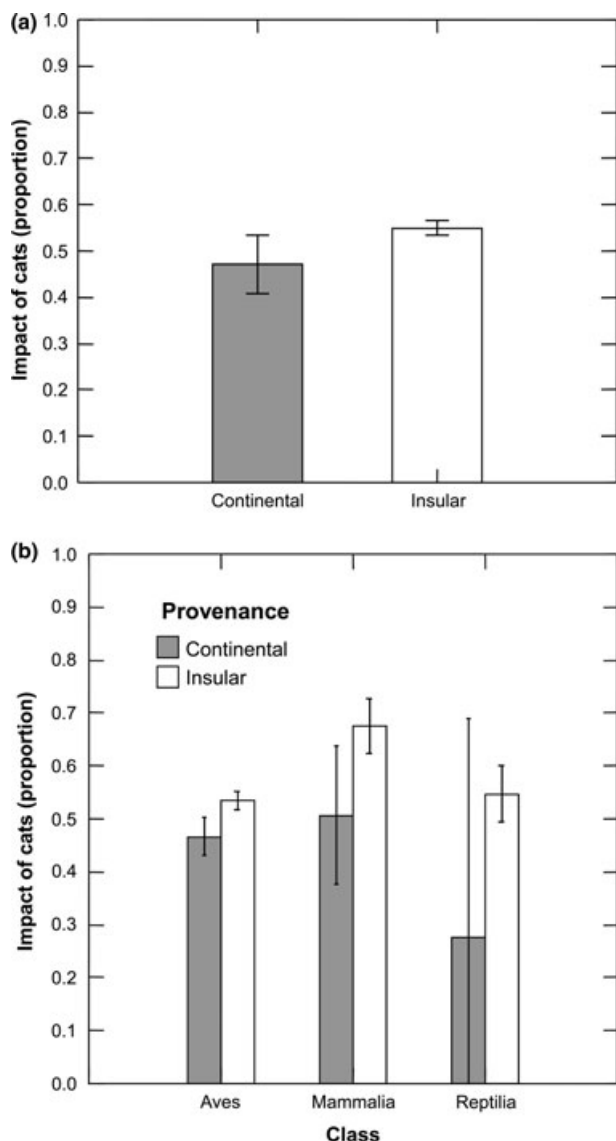 (a)
1.0
0.9
0.8
0.7
0.6
0.5
0.4
0.3
0.2
0.1
0.0
Impact of cats (proportion)
Continental Insular
(b)
1.0
0.9
0.8
0.7
0.6
0.5
0.4
0.3
0.2
0.1
0.0
Impact of cats (proportion)
Provenance
Continental
Insular
Aves Mammalia Reptilia
Class